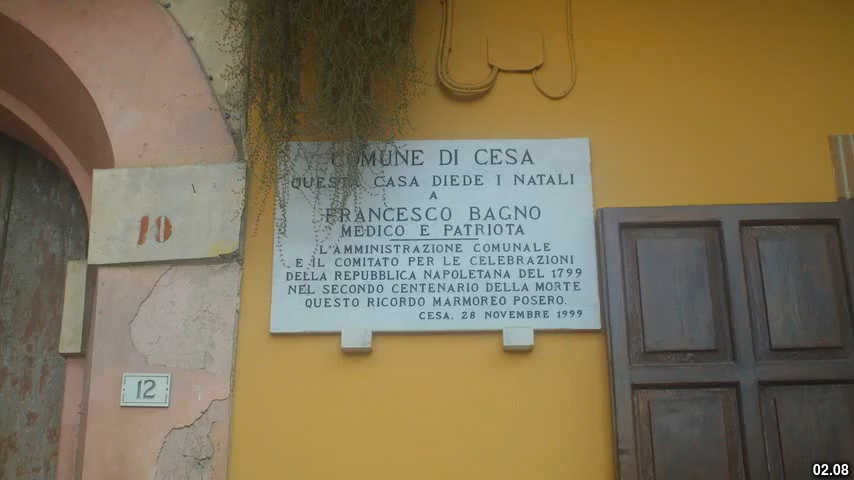 COMUNE DI CESA
QUESTA CASA DIEDE I NATALI
A
FRANCESCO BAGNO
MEDICO E PATRIOTA
L'AMMINISTRAZIONE COMUNALE
E IL COMITATO PER LE CELEBRAZIONI
DELLA REPUBBLICA NAPOLETANA DEL 1799
NEL SECONDO CENTENARIO DELLA MORTE
QUESTO RICORDO MARMOREO POSERO.
CESA, 28 NOVEMBRE 1999
10
12
02.08